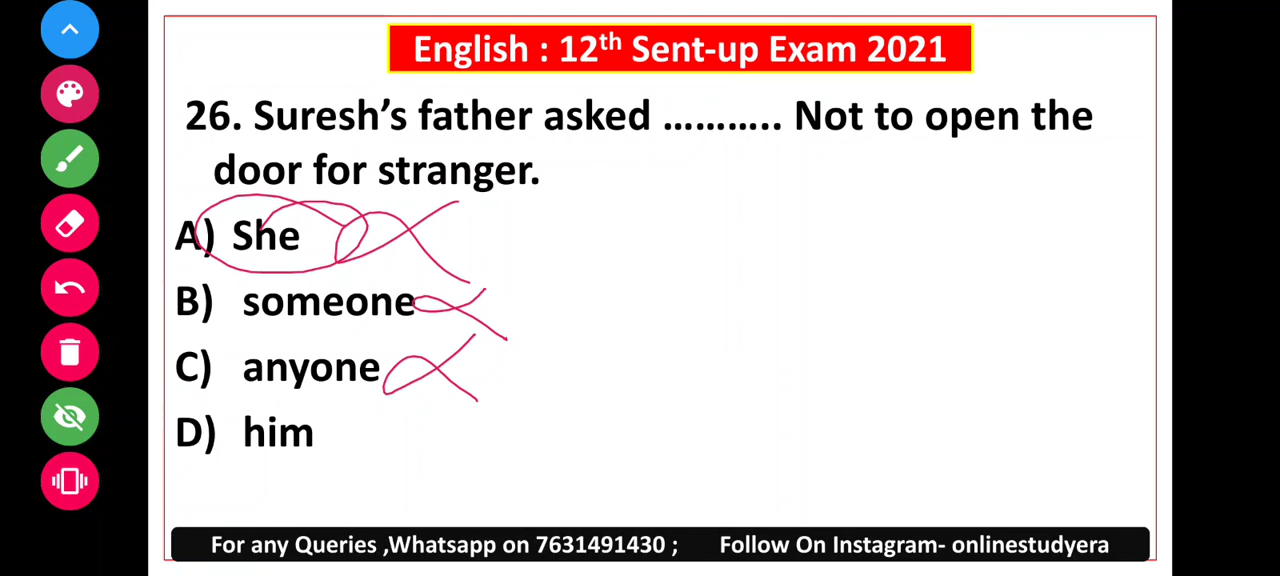 English : 12th Sent-up Exam 2021
26. Suresh's father asked ……….. Not to open the
door for stranger.
A) She
B) someone
C) anyone
D) him
For any Queries ,Whatsapp on 7631491430 ; Follow On Instagram- onlinestudyera